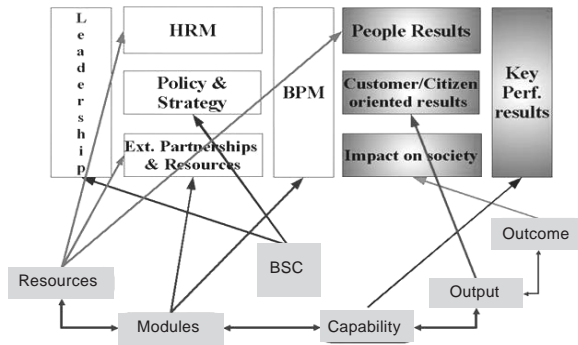 Leadership
HRM
Policy &
Strategy
Ext. Partnerships
& Resources
BPM
People Results
Customer/Citizen
oriented results
Impact on society
Key
Perf.
results
Resources
Modules
BSC
Capability
Output
Outcome